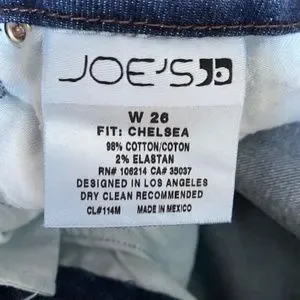 JOE'S
W 26
FIT: CHELSEA
98% COTTON/COTON
2% ELASTAN
RN# 106214 CA# 35037
DESIGNED IN LOS ANGELES
DRY CLEAN RECOMMENDED
CL#114M MADE IN MEXICO